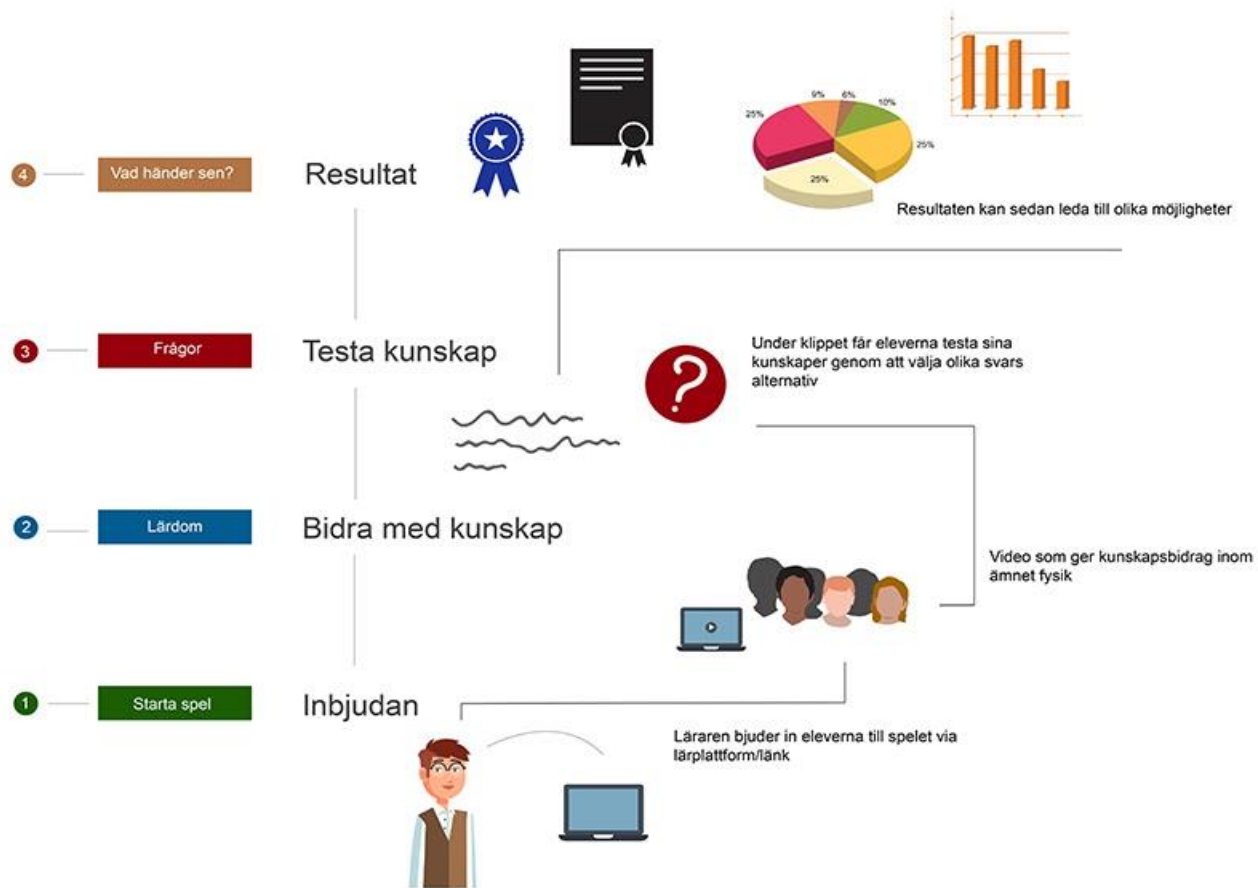 9%
6%
10%
25%
25%
25%
4
Vad händer sen?
Resultat
Resultaten kan sedan leda till olika möjligheter
3
Frågor
Testa kunskap
Under klippet får eleverna testa sina
kunskaper genom att välja olika svars
alternativ
2
Lärdom
Bidra med kunskap
Video som ger kunskapsbidrag inom
ämnet fysik
1
Starta spel
Inbjudan
Läraren bjuder in eleverna till spelet via
lärplattform/länk